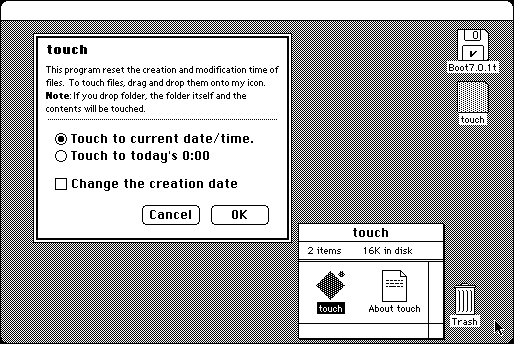 touch
This program reset the creation and modification time of
files. To touch files, drag and drop them onto my icon.
Note: If you drop folder, the folder itself and the
contents will be touched.
Touch to current date/time.
Touch to today's 0:00
Change the creation date
Cancel
OK
0
Boot7.0.1t
touch
touch
2 items
16K in disk
touch
About touch
Trash